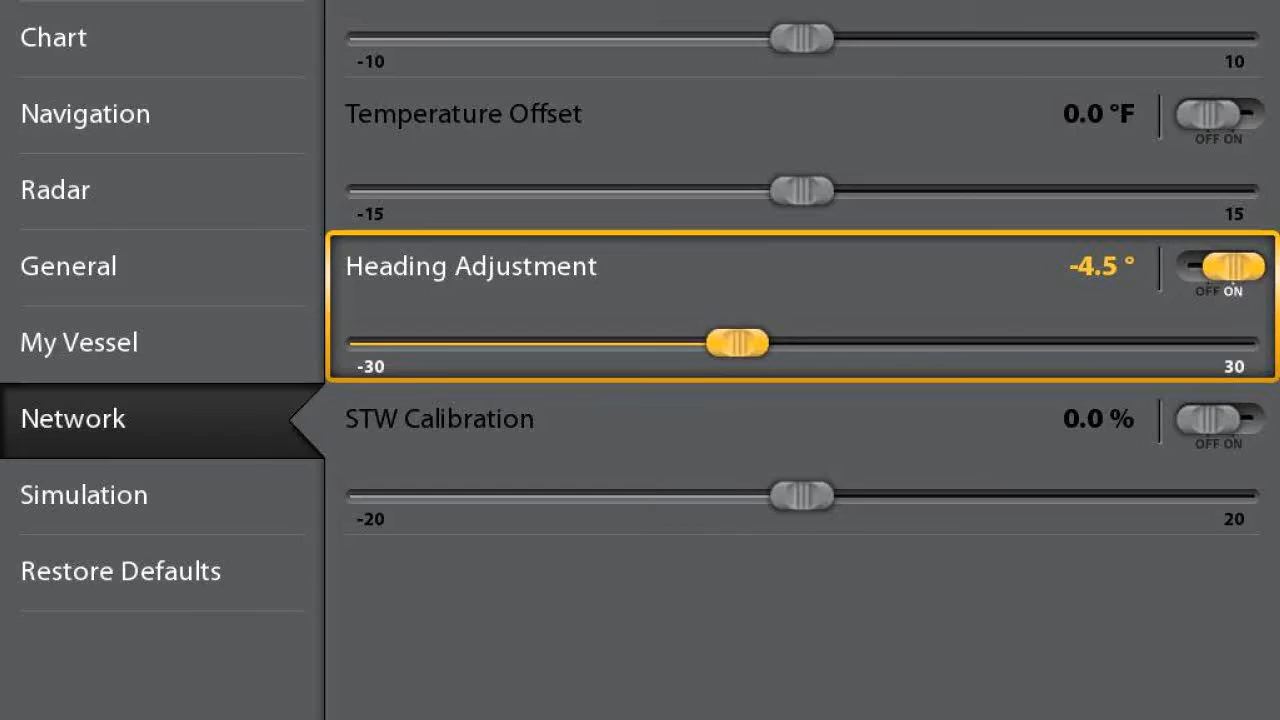 Chart
Navigation
Radar
General
My Vessel
Network
Simulation
Restore Defaults
-10 10
Temperature Offset 0.0 °F
OFF ON
-15 15
Heading Adjustment -4.5 °
OFF ON
-30 30
STW Calibration 0.0 %
OFF ON
-20 20